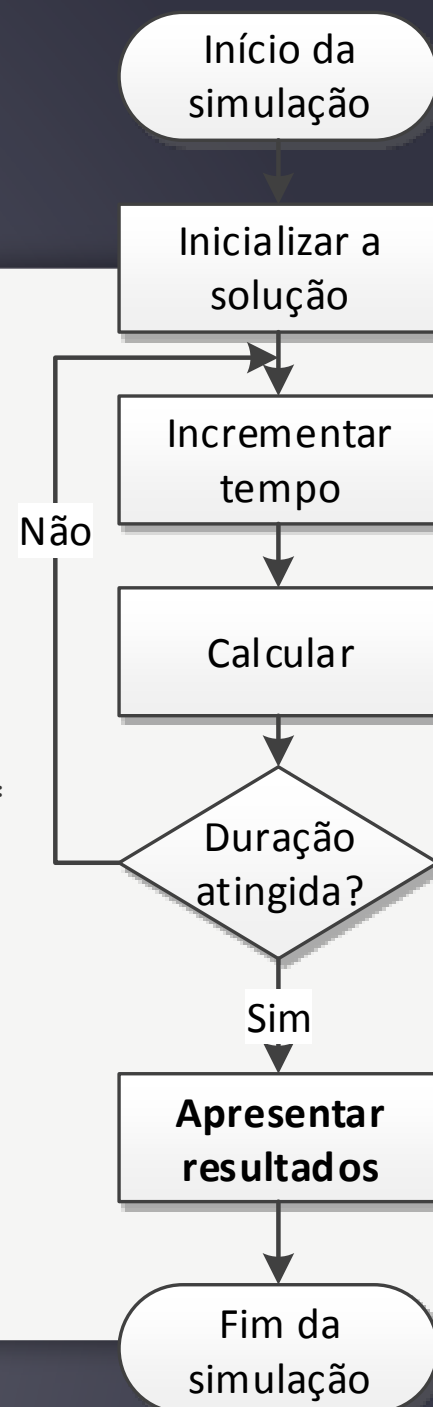 Início da
simulação
Inicializar a
solução
Incrementar
tempo
Não
Calcular
Duração
atingida?
Sim
Apresentar
resultados
Fim da
simulação